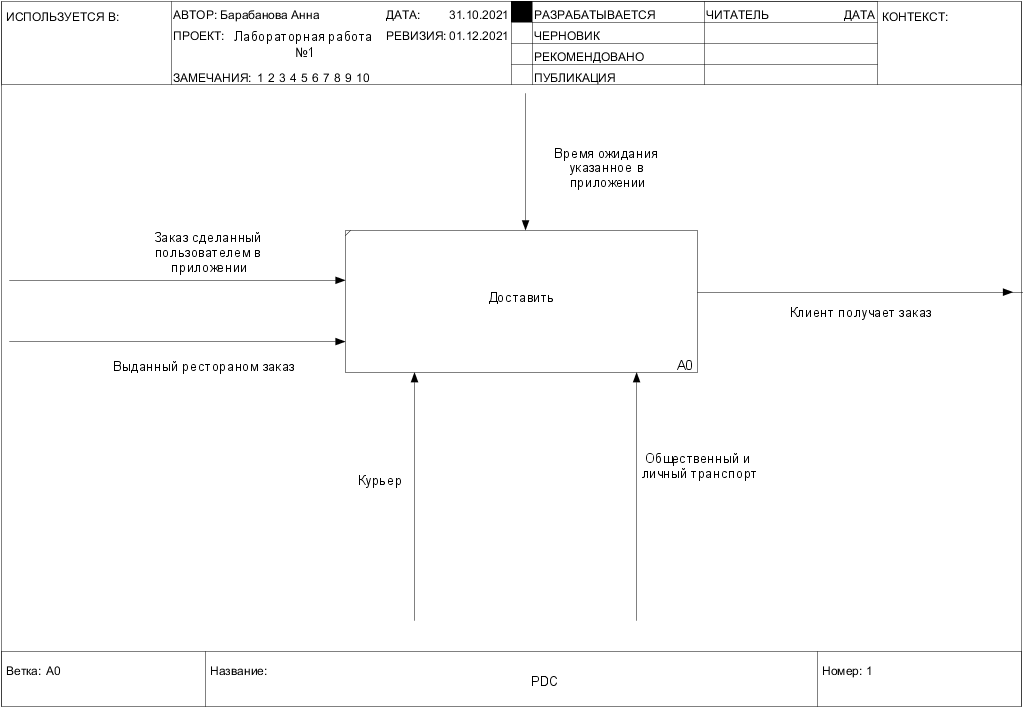 ИСПОЛЬЗУЕТСЯ В:
АВТОР: Барабанова Анна
ДАТА: 31.10.2021
ПРОЕКТ: Лабораторная работа
№1
РЕВИЗИЯ: 01.12.2021
ЗАМЕЧАНИЯ: 1 2 3 4 5 6 7 8 9 10
РАЗРАБАТЫВАЕТСЯ
ЧЕРНОВИК
РЕКОМЕНДОВАНО
ПУБЛИКАЦИЯ
ЧИТАТЕЛЬ ДАТА
КОНТЕКСТ:
Время ожидания
указанное в
приложении
Заказ сделанный
пользователем в
приложении
Доставить
Клиент получает заказ
Выданный рестораном заказ
A0
Общественный и
личный транспорт
Курьер
Ветка: A0
Название:
PDC
Номер: 1